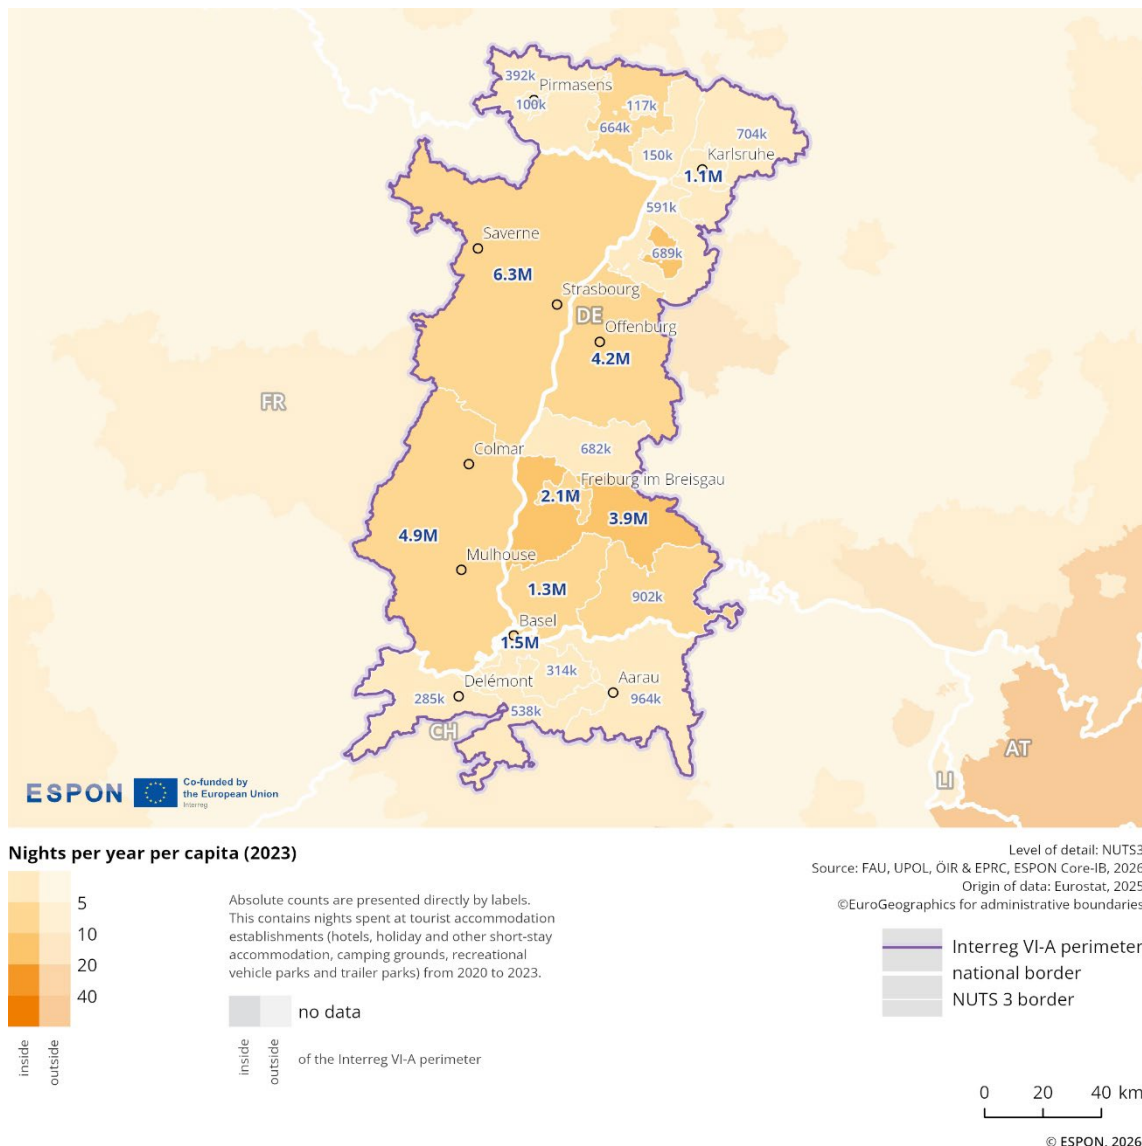 392k
Pirmasens
100k
117k
664k
704k
150k
Karlsruhe
1.1M
591k
Saverne
689k
6.3M
Strasbourg
DE
Offenburg
4.2M
FR
Colmar
682k
Freiburg im Breisgau
2.1M
3.9M
4.9M
Mulhouse
1.3M
902k
Basel
1.5M
314k
Delémont
Aarau
285k
964k
538k
CH
AT
LI
ESPON
Co-funded by
the European Union
Interreg
Nights per year per capita (2023)
5
10
20
40
inside
outside
Absolute counts are presented directly by labels.
This contains nights spent at tourist accommodation
establishments (hotels, holiday and other short-stay
accommodation, camping grounds, recreational
vehicle parks and trailer parks) from 2020 to 2023.
no data
inside
outside
of the Interreg VI-A perimeter
Level of detail: NUTS3
Source: FAU, UPOL, ÖIR & EPRC, ESPON Core-IB, 2026
Origin of data: Eurostat, 2025
©EuroGeographics for administrative boundaries
Interreg VI-A perimeter
national border
NUTS 3 border
0 20 40 km
© ESPON, 2026